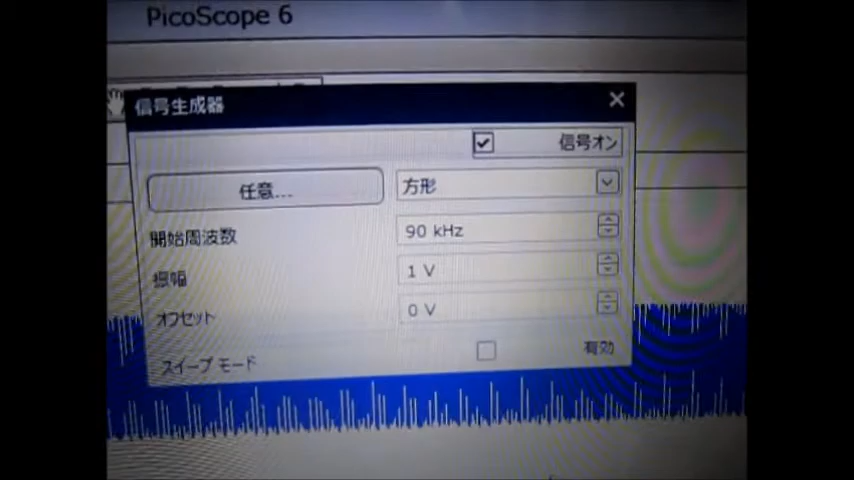 PicoScope 6
信号生成器
信号オン
任意...
方形
開始周波数
90 kHz
振幅
1 V
オフセット
0 V
スイープ モード
有効